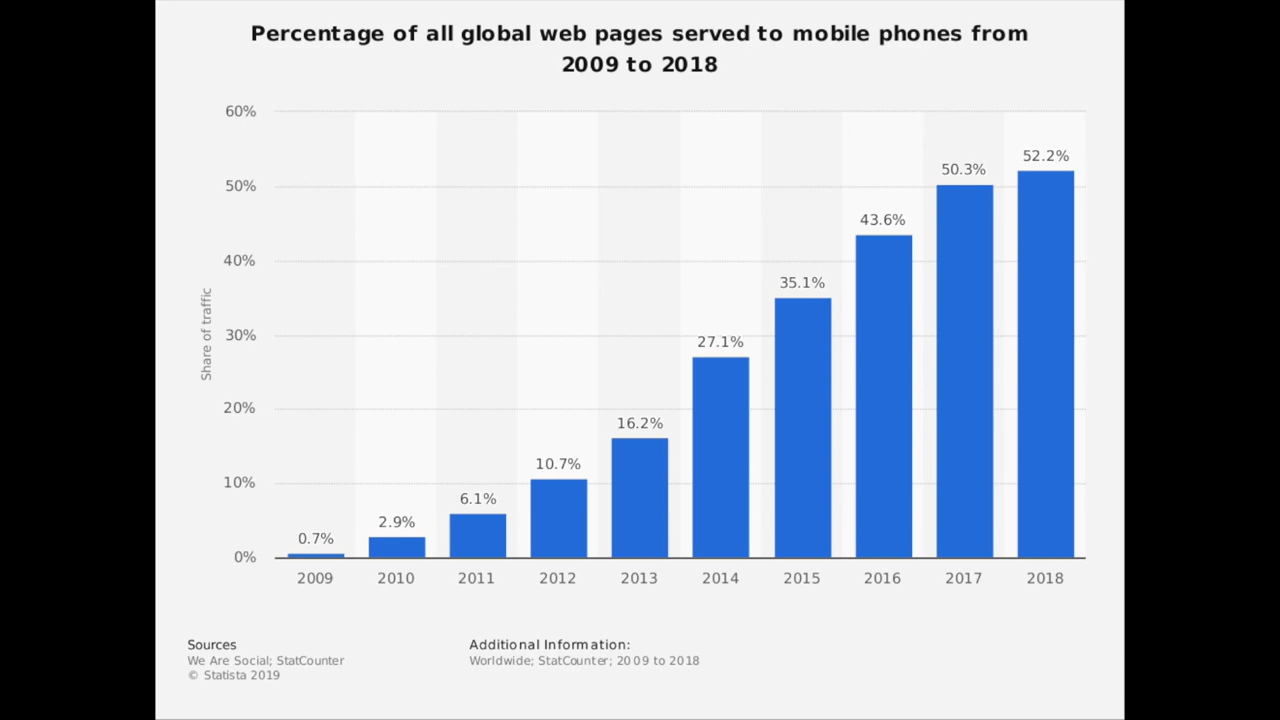 Percentage of all global web pages served to mobile phones from
2009 to 2018
60%
50%
40%
30%
20%
10%
0%
Share of traffic
0.7%
2.9%
6.1%
10.7%
16.2%
27.1%
35.1%
43.6%
50.3%
52.2%
2009 2010 2011 2012 2013 2014 2015 2016 2017 2018
Sources
We Are Social; StatCounter
© Statista 2019
Additional Information:
Worldwide; StatCounter; 2009 to 2018